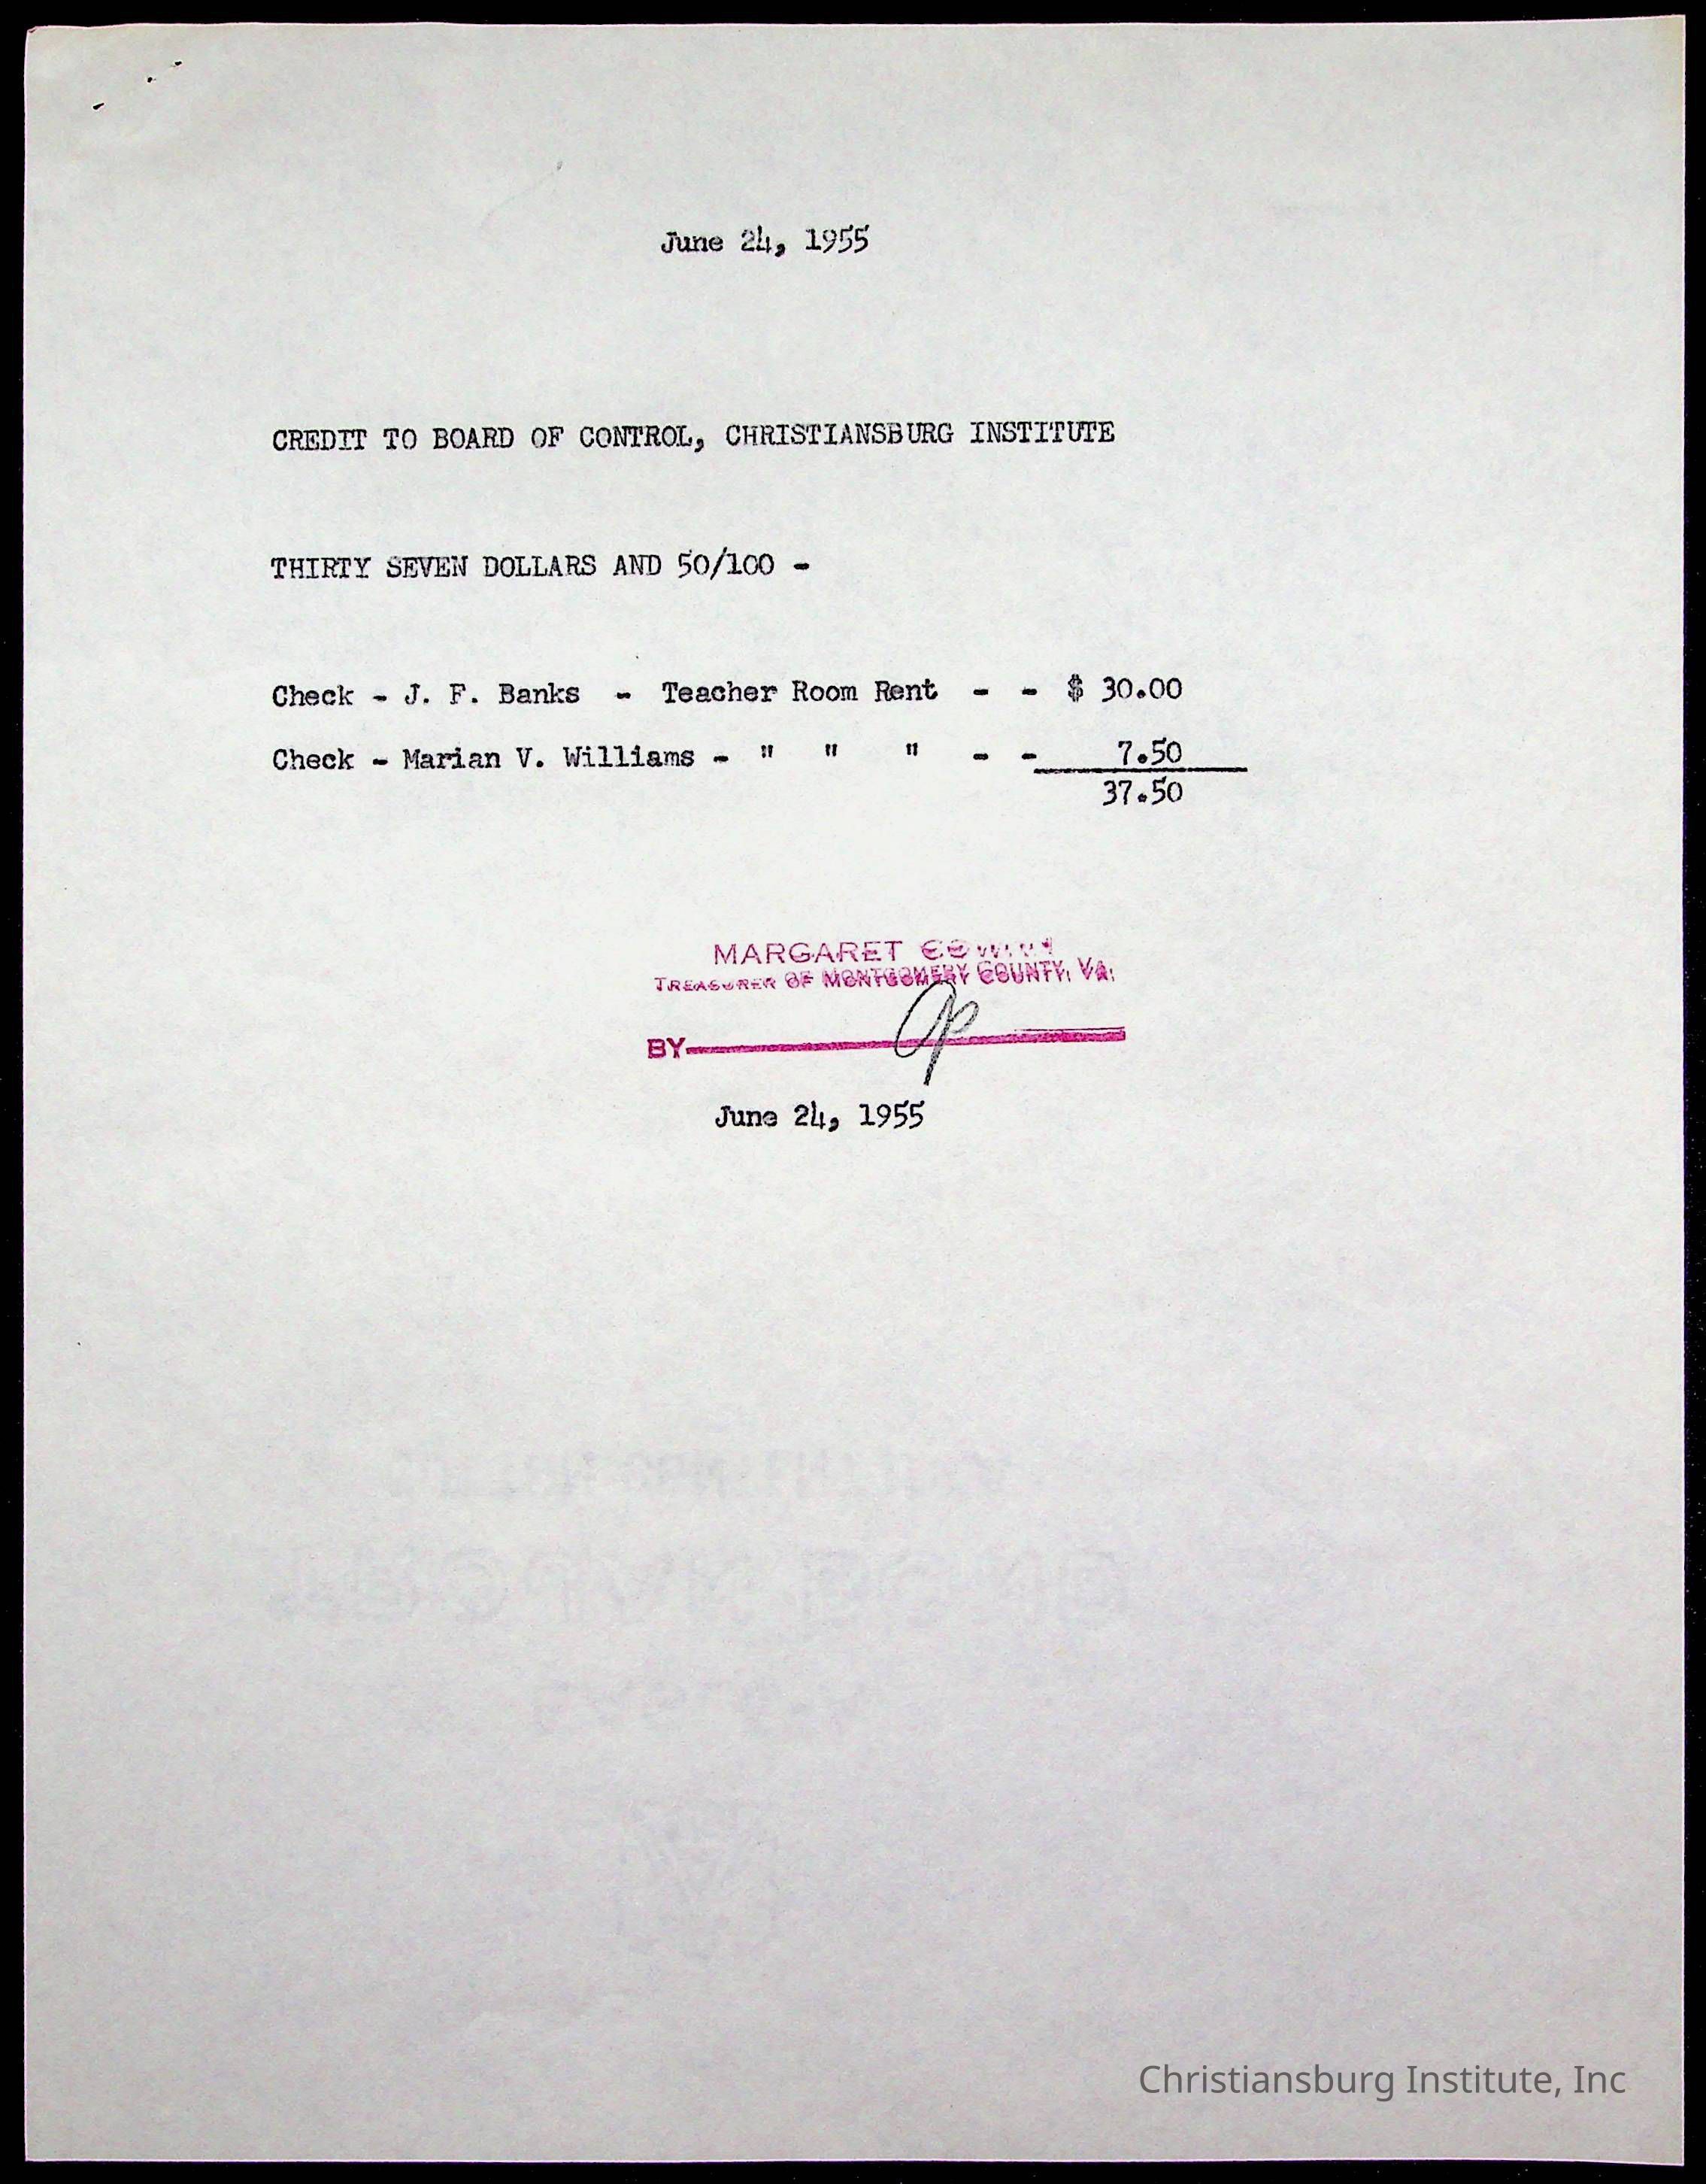 June 24, 1955
CREDIT TO BOARD OF CONTROL, CHRISTIANSBURG INSTITUTE
THIRTY SEVEN DOLLARS AND 50/100 -
Check - J. F. Banks - Teacher Room Rent - - $ 30.00
Check - Marian V. Williams - " " " - - 7.50
37.50
MARGARET
TREASURER OF MONTGOMERY COUNTY, VA.
BY
June 24, 1955
Christiansburg Institute, Inc